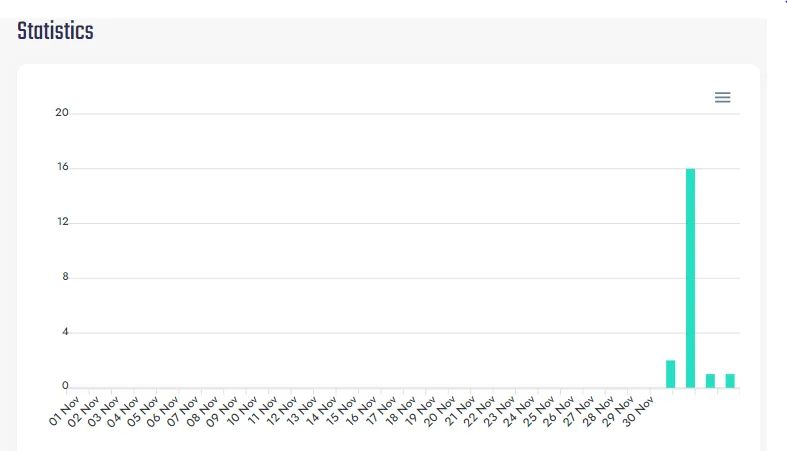 Statistics
20
16
12
8
4
0
01 Nov
02 Nov
03 Nov
04 Nov
05 Nov
06 Nov
07 Nov
08 Nov
09 Nov
10 Nov
11 Nov
12 Nov
13 Nov
14 Nov
15 Nov
16 Nov
17 Nov
18 Nov
19 Nov
20 Nov
21 Nov
22 Nov
23 Nov
24 Nov
25 Nov
26 Nov
27 Nov
28 Nov
29 Nov
30 Nov